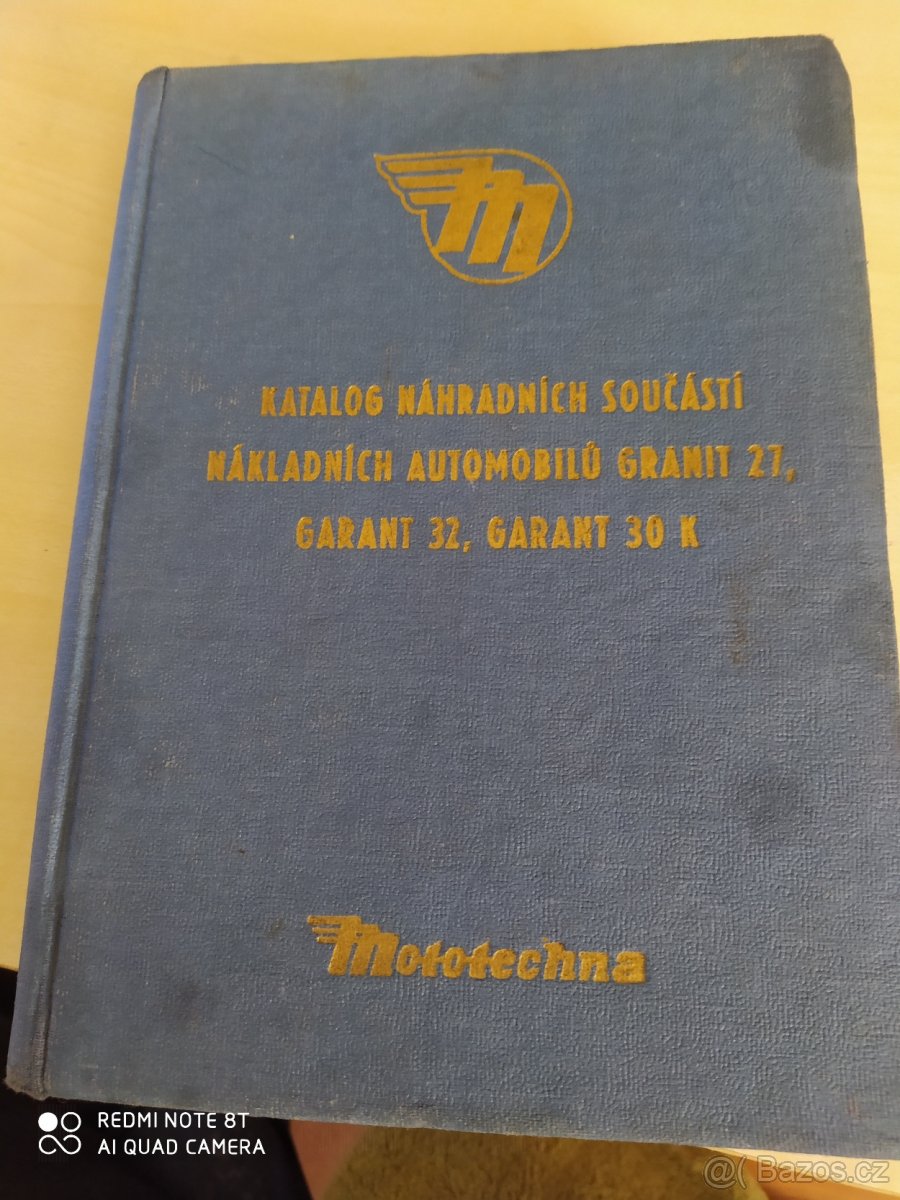 M
KATALOG NÁHRADNÍCH SOUČÁSTÍ
NÁKLADNÍCH AUTOMOBILŮ GRANIT 27,
GARANT 32, GARANT 30 K
Mototechna
REDMI NOTE 8T
AI QUAD CAMERA
@( Bazos.cz